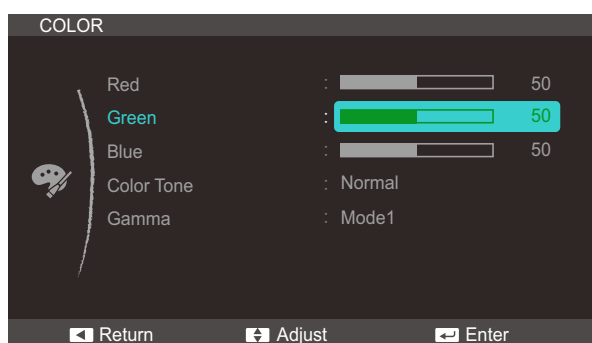 COLOR
Red : 50
Green : 50
Blue : 50
Color Tone : Normal
Gamma : Mode1
Return Adjust Enter